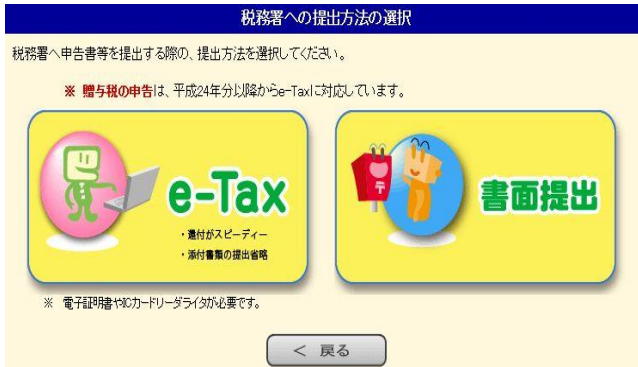 税務署への提出方法の選択
税務署へ申告書等を提出する際の、提出方法を選択してください。
※ 贈与税の申告は、平成24年分以降からe-Taxに対応しています。
e-Tax
・還付がスピーディー
・添付書類の提出省略
〒
書面提出
※ 電子証明書やICカードリーダライタが必要です。
＜ 戻る